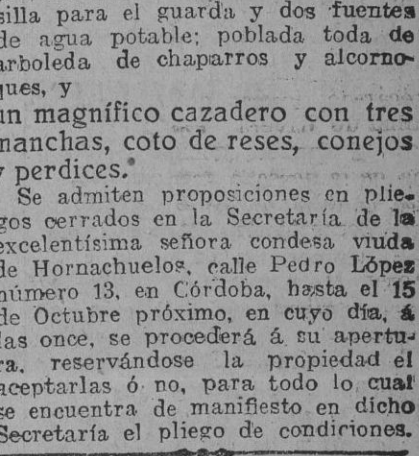 silla para el guarda y dos fuentes
de agua potable; poblada toda de
arboleda de chaparros y alcorno-
ques, y
un magnífico cazadero con tres
manchas, coto de reses, conejos
y perdices.
Se admiten proposiciones en plie-
gos cerrados en la Secretaría de la
excelentísima señora condesa viuda
de Hornachuelos, calle Pedro López
número 13, en Córdoba, hasta el 15
de Octubre próximo, en cuyo día, á
las once, se procederá á su apertu-
ra, reservándose la propiedad el
aceptarlas ó no, para todo lo cual
se encuentra de manifiesto en dicho
Secretaría el pliego de condiciones.